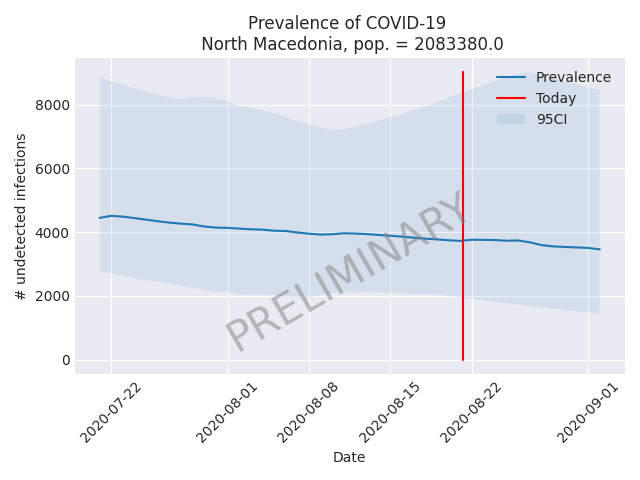 Prevalence of COVID-19
North Macedonia, pop. = 2083380.0
Prevalence
Today
95CI
8000
6000
4000
2000
0
# undetected infections
PRELIMINARY
2020-07-22
2020-08-01
2020-08-08
2020-08-15
2020-08-22
2020-09-01
Date